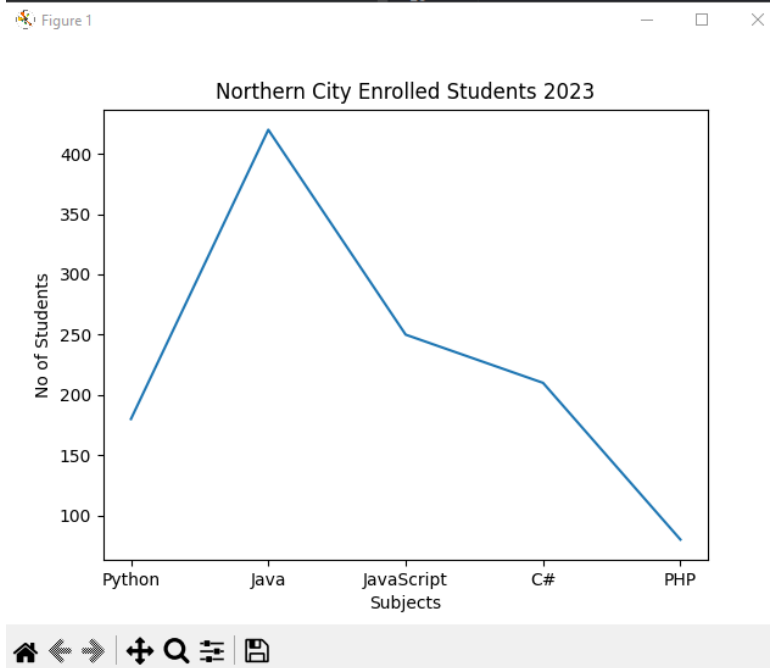 Figure 1
Northern City Enrolled Students 2023
No of Students
400
350
300
250
200
150
100
Python Java JavaScript C# PHP
Subjects